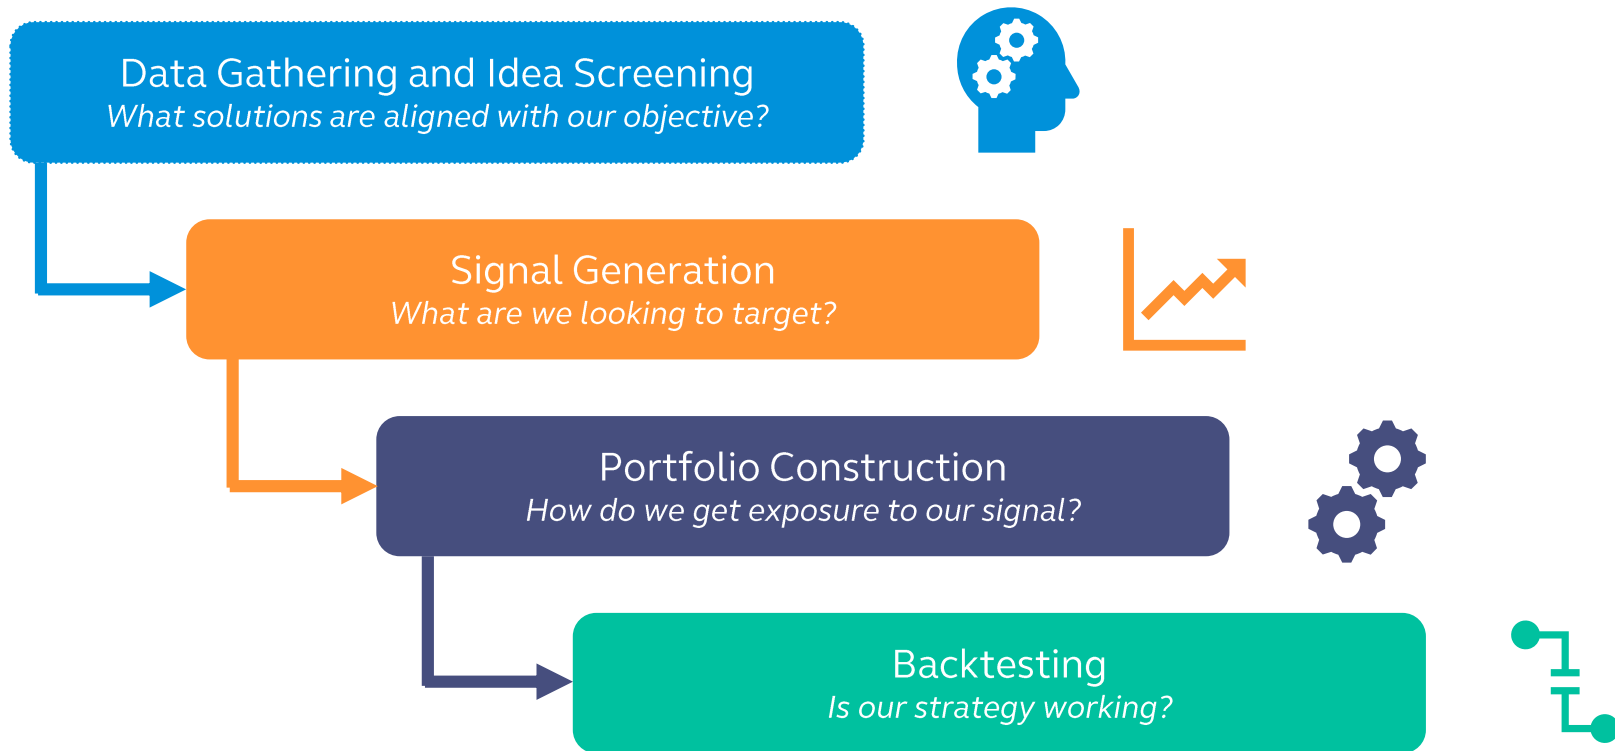 Data Gathering and Idea Screening
What solutions are aligned with our objective?
Signal Generation
What are we looking to target?
Portfolio Construction
How do we get exposure to our signal?
Backtesting
Is our strategy working?